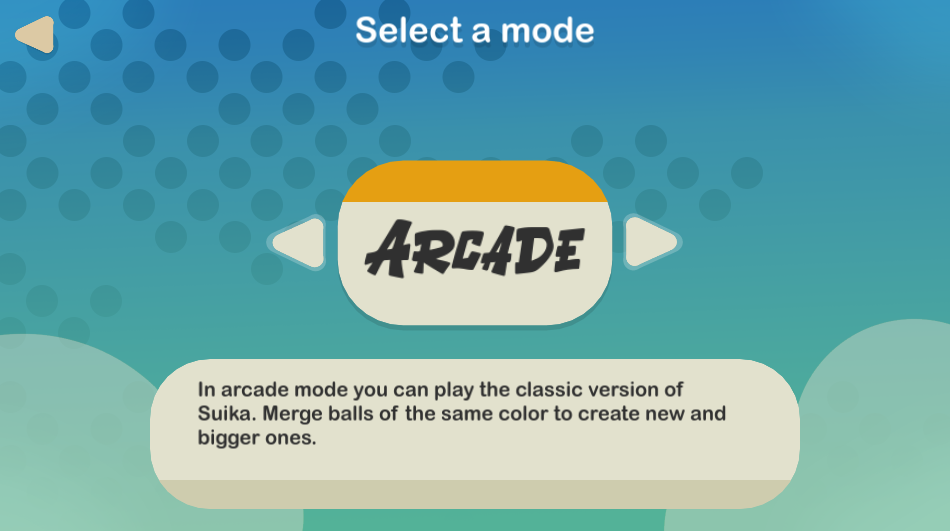 Select a mode
ARCADE
In arcade mode you can play the classic version of
Suika. Merge balls of the same color to create new and
bigger ones.